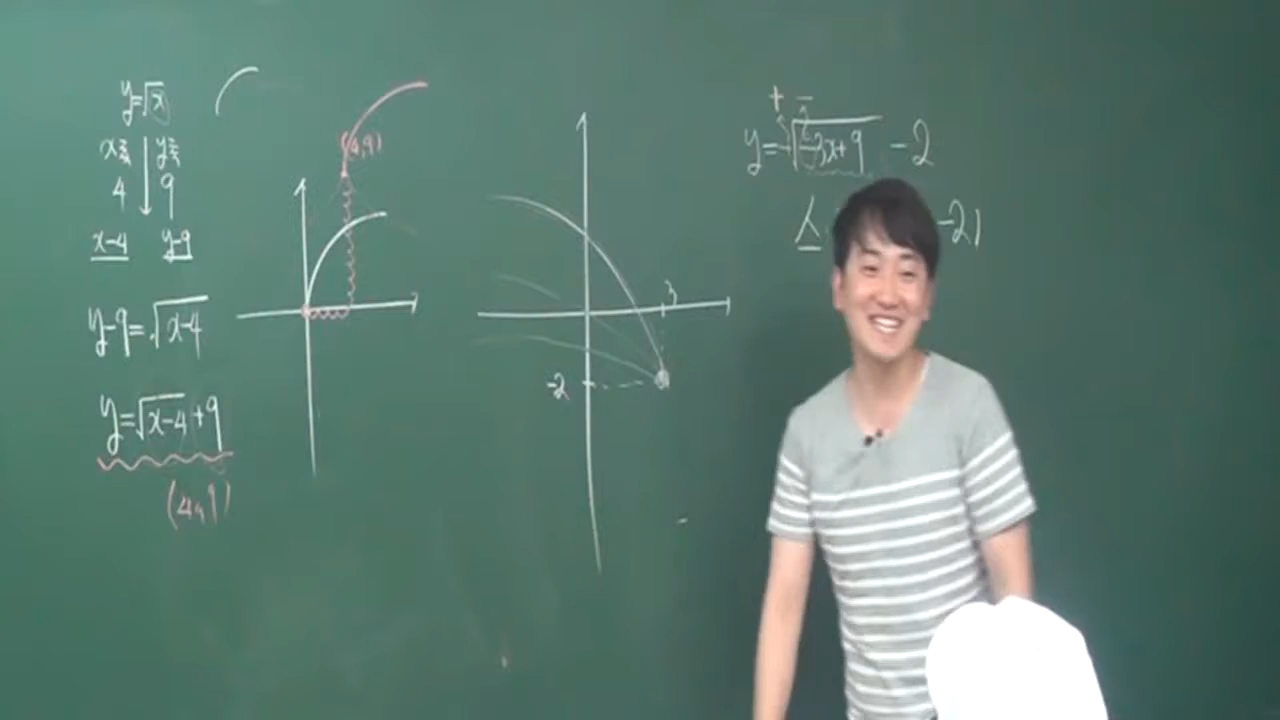 y=√x
x축 y축
4 9
x-4 y-9
y-9=√x-4
y=√x-4+9
(4,9)
(4,9)
3
-2
+ -
y=√-3x+9 -2
-2)